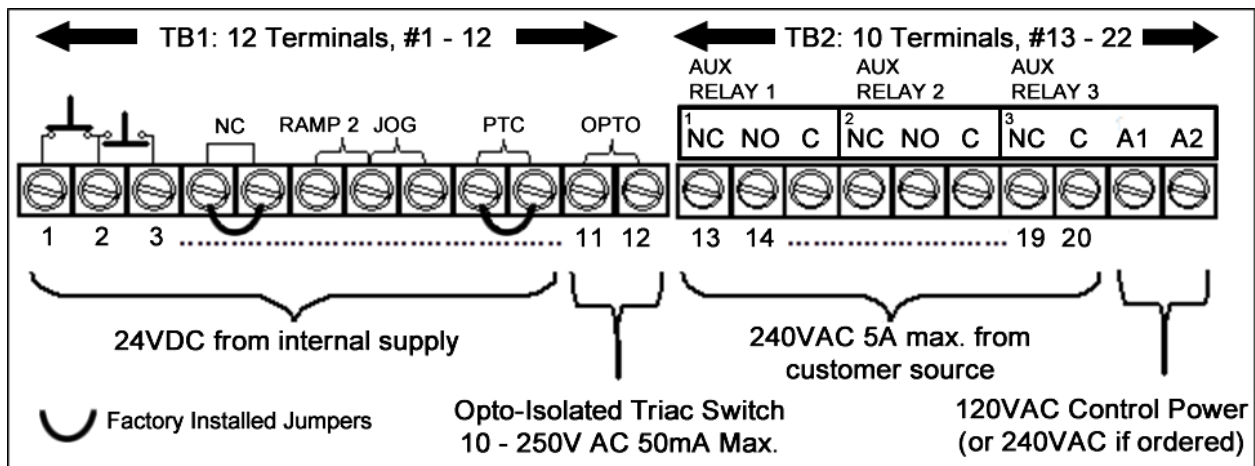 TB1: 12 Terminals, #1 - 12
TB2: 10 Terminals, #13 - 22
AUX RELAY 1
AUX RELAY 2
AUX RELAY 3
NC
RAMP 2
JOG
PTC
OPTO
1 NC NO C
2 NC NO C
3 NC C A1 A2
1 2 3 .......................................................... 11 12
13 14 ................................. 19 20
24VDC from internal supply
240VAC 5A max. from
customer source
Opto-Isolated Triac Switch
10 - 250V AC 50mA Max.
120VAC Control Power
(or 240VAC if ordered)
Factory Installed Jumpers